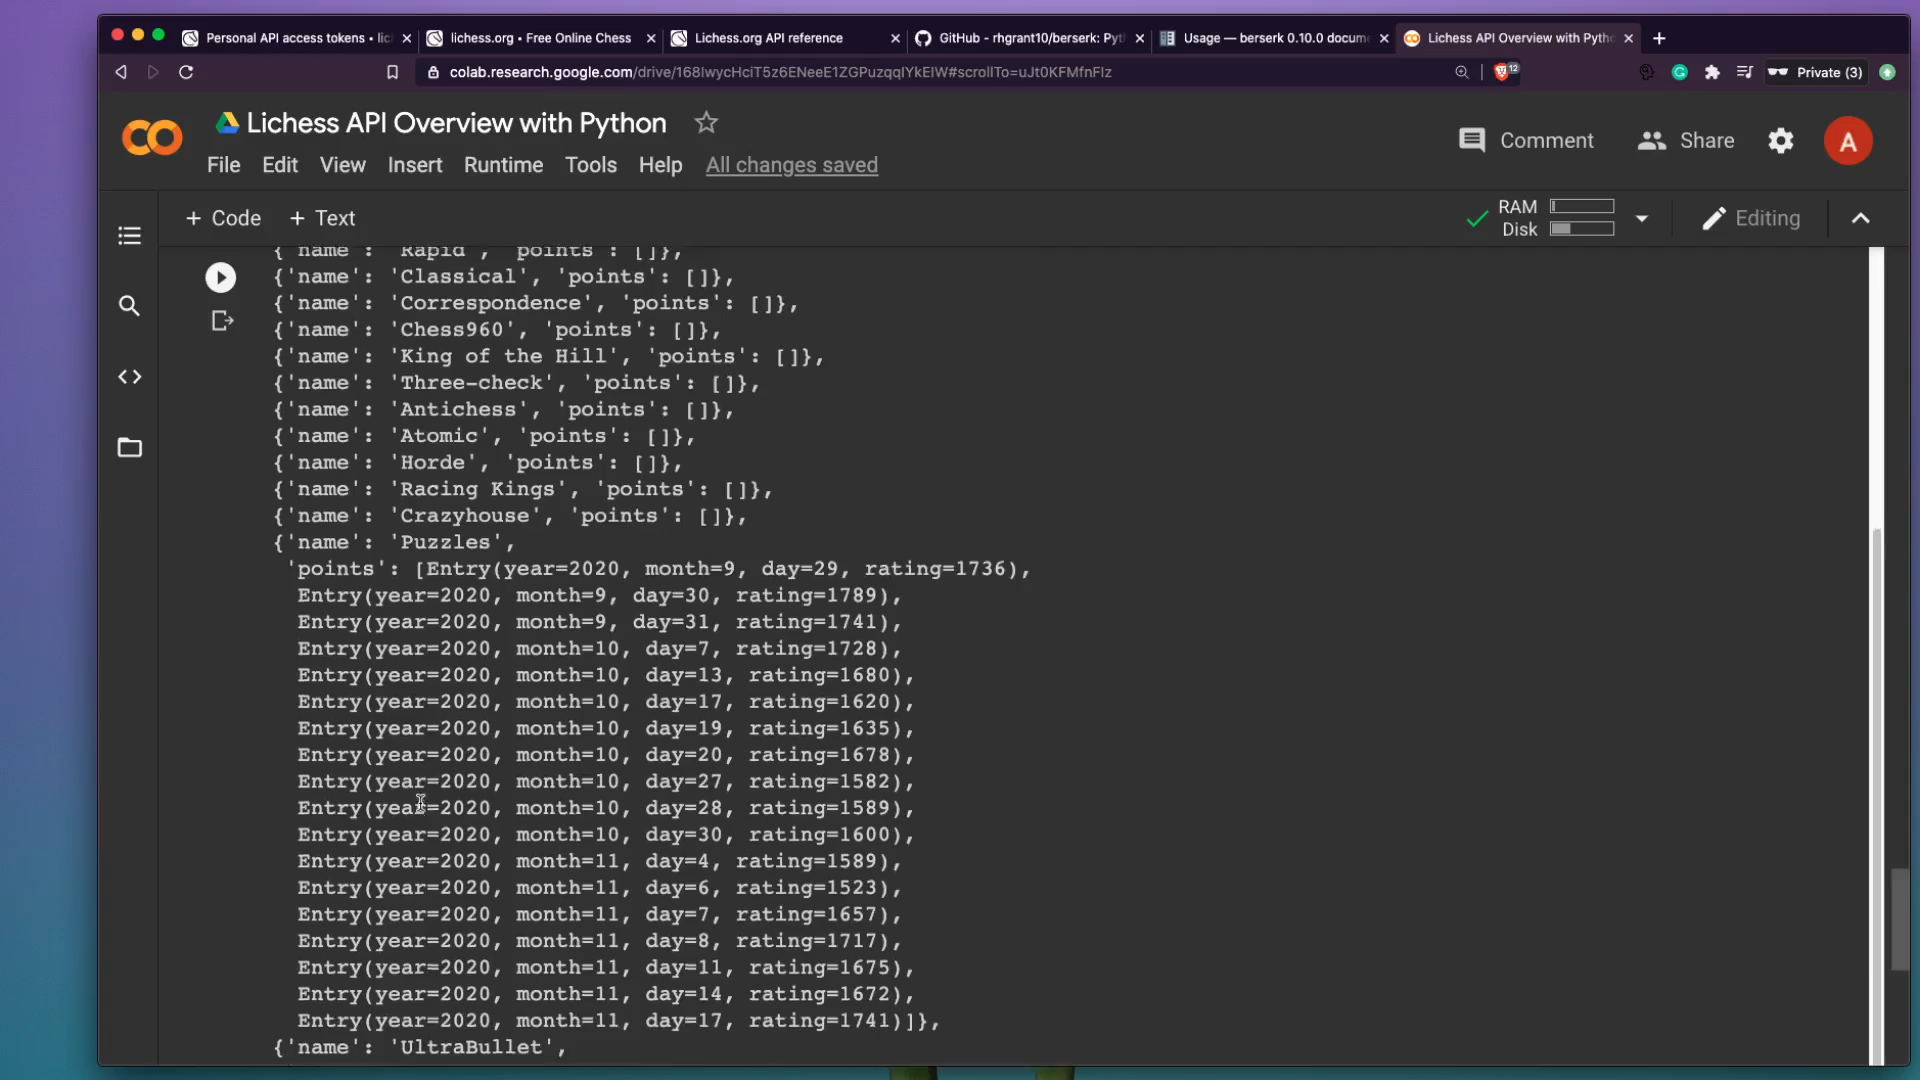 Personal API access tokens • lic
lichess.org • Free Online Chess
Lichess.org API reference
GitHub - rhgrant10/berserk: Pyt
Usage — berserk 0.10.0 docum
Lichess API Overview with Pyth
colab.research.google.com/drive/168IwycHciT5z6ENeeE1ZGPuzqqIYkEIW#scrollTo=uJt0KFMfnFIz
12
Private (3)
Lichess API Overview with Python
Comment
Share
A
File Edit View Insert Runtime Tools Help All changes saved
+ Code + Text
RAM
Disk
Editing
{'name': 'Rapid', 'points': []},
{'name': 'Classical', 'points': []},
{'name': 'Correspondence', 'points': []},
{'name': 'Chess960', 'points': []},
{'name': 'King of the Hill', 'points': []},
{'name': 'Three-check', 'points': []},
{'name': 'Antichess', 'points': []},
{'name': 'Atomic', 'points': []},
{'name': 'Horde', 'points': []},
{'name': 'Racing Kings', 'points': []},
{'name': 'Crazyhouse', 'points': []},
{'name': 'Puzzles',
'points': [Entry(year=2020, month=9, day=29, rating=1736),
Entry(year=2020, month=9, day=30, rating=1789),
Entry(year=2020, month=9, day=31, rating=1741),
Entry(year=2020, month=10, day=7, rating=1728),
Entry(year=2020, month=10, day=13, rating=1680),
Entry(year=2020, month=10, day=17, rating=1620),
Entry(year=2020, month=10, day=19, rating=1635),
Entry(year=2020, month=10, day=20, rating=1678),
Entry(year=2020, month=10, day=27, rating=1582),
Entry(year=2020, month=10, day=28, rating=1589),
Entry(year=2020, month=10, day=30, rating=1600),
Entry(year=2020, month=11, day=4, rating=1589),
Entry(year=2020, month=11, day=6, rating=1523),
Entry(year=2020, month=11, day=7, rating=1657),
Entry(year=2020, month=11, day=8, rating=1717),
Entry(year=2020, month=11, day=11, rating=1675),
Entry(year=2020, month=11, day=14, rating=1672),
Entry(year=2020, month=11, day=17, rating=1741)]},
{'name': 'UltraBullet',